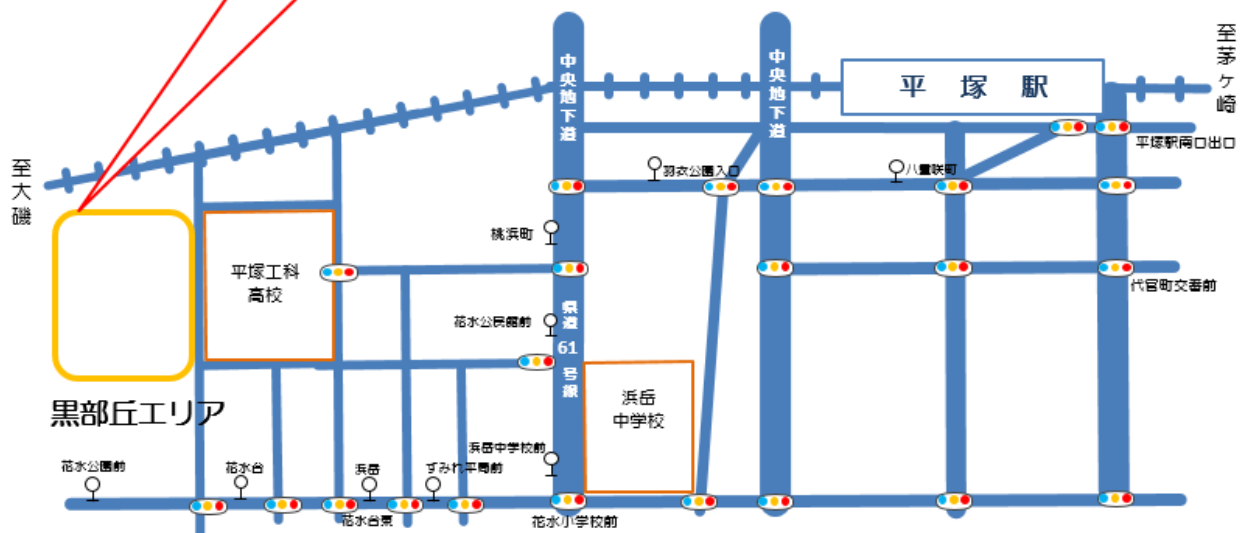 至茅ヶ崎
中央地下道
中央地下道
平塚駅
平塚駅南口出口
至大磯
羽衣公園入口
八重咲町
桃浜町
平塚工科
高校
代官町交番前
花水公民館前
県道61号線
浜岳
中学校
黒部丘エリア
浜岳中学校前
花水公園前
花水台
浜岳
すみれ平南前
花水台東
花水小学校前